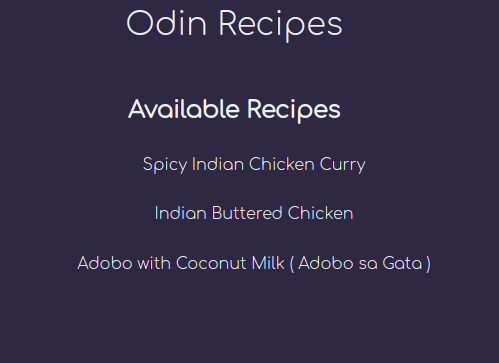 Odin Recipes
Available Recipes
Spicy Indian Chicken Curry
Indian Buttered Chicken
Adobo with Coconut Milk ( Adobo sa Gata )